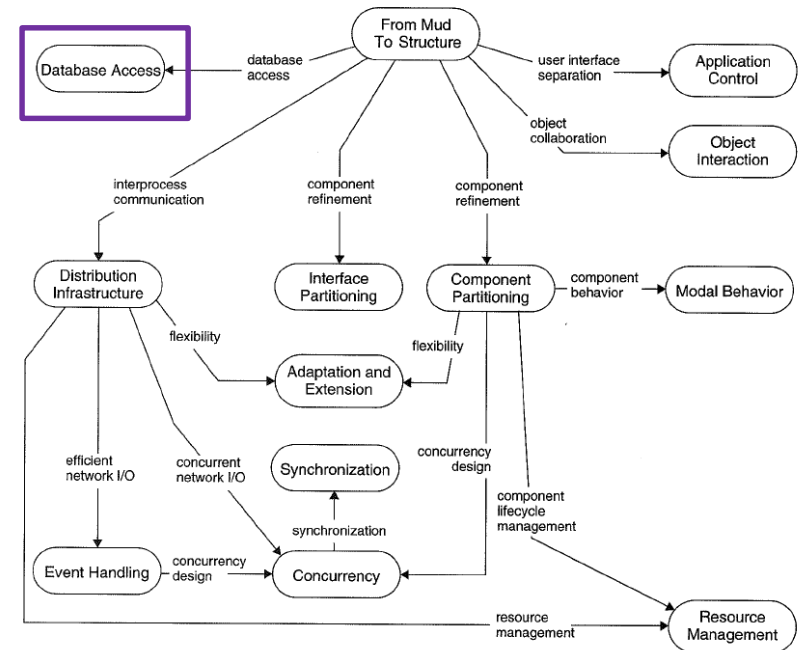 From Mud
To Structure
Database Access
database
access
user interface
separation
Application
Control
object
collaboration
Object
Interaction
interprocess
communication
component
refinement
component
refinement
Distribution
Infrastructure
Interface
Partitioning
Component
Partitioning
component
behavior
Modal Behavior
flexibility
flexibility
Adaptation and
Extension
efficient
network I/O
concurrent
network I/O
Synchronization
concurrency
design
component
lifecycle
management
synchronization
Event Handling
concurrency
design
Concurrency
resource
management
Resource
Management